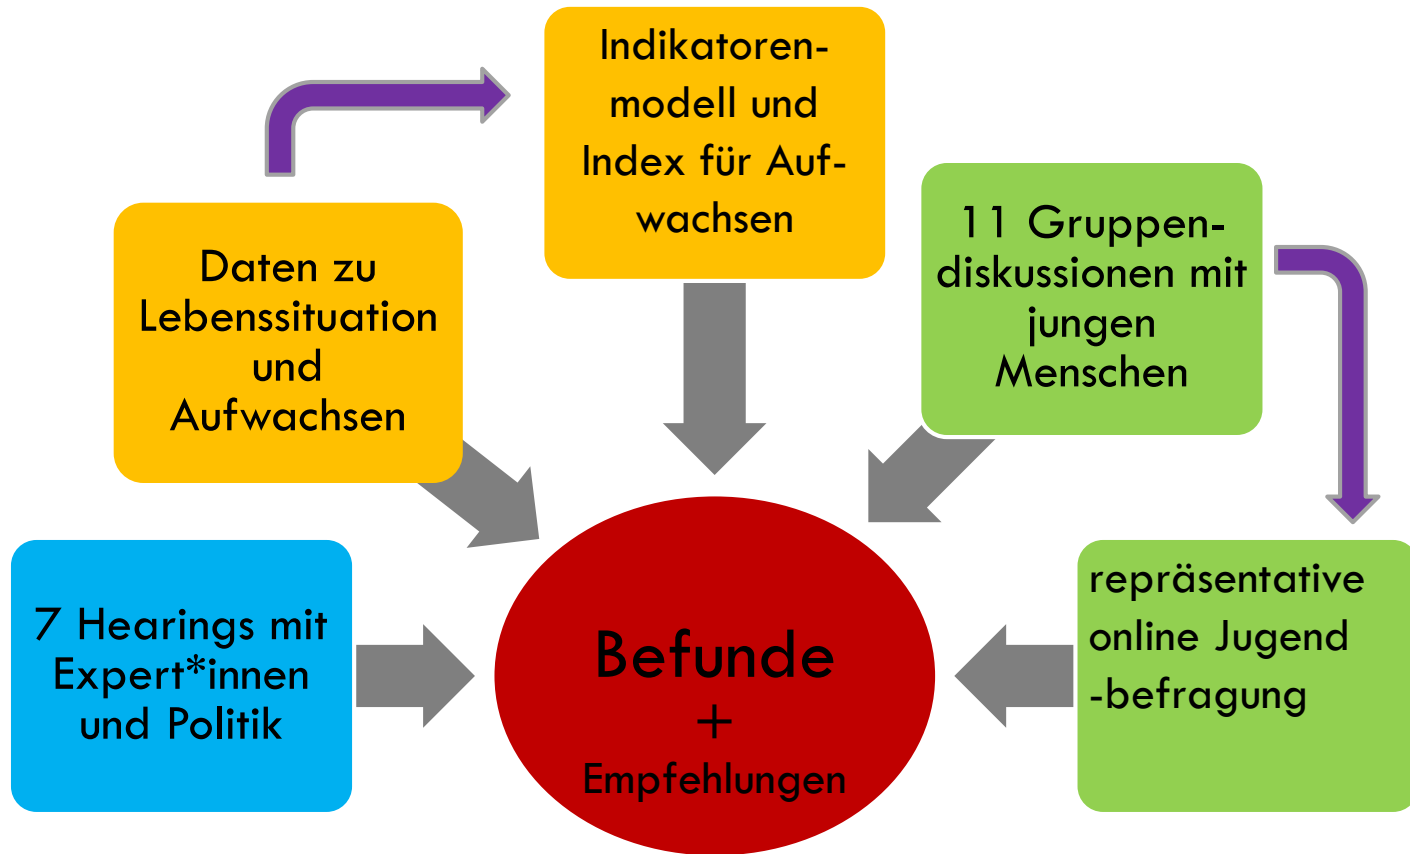 Indikatoren-
modell und
Index für Auf-
wachsen
Daten zu
Lebenssituation
und
Aufwachsen
11 Gruppen-
diskussionen mit
jungen
Menschen
7 Hearings mit
Expert*innen
und Politik
Befunde
+
Empfehlungen
repräsentative
online Jugend
-befragung